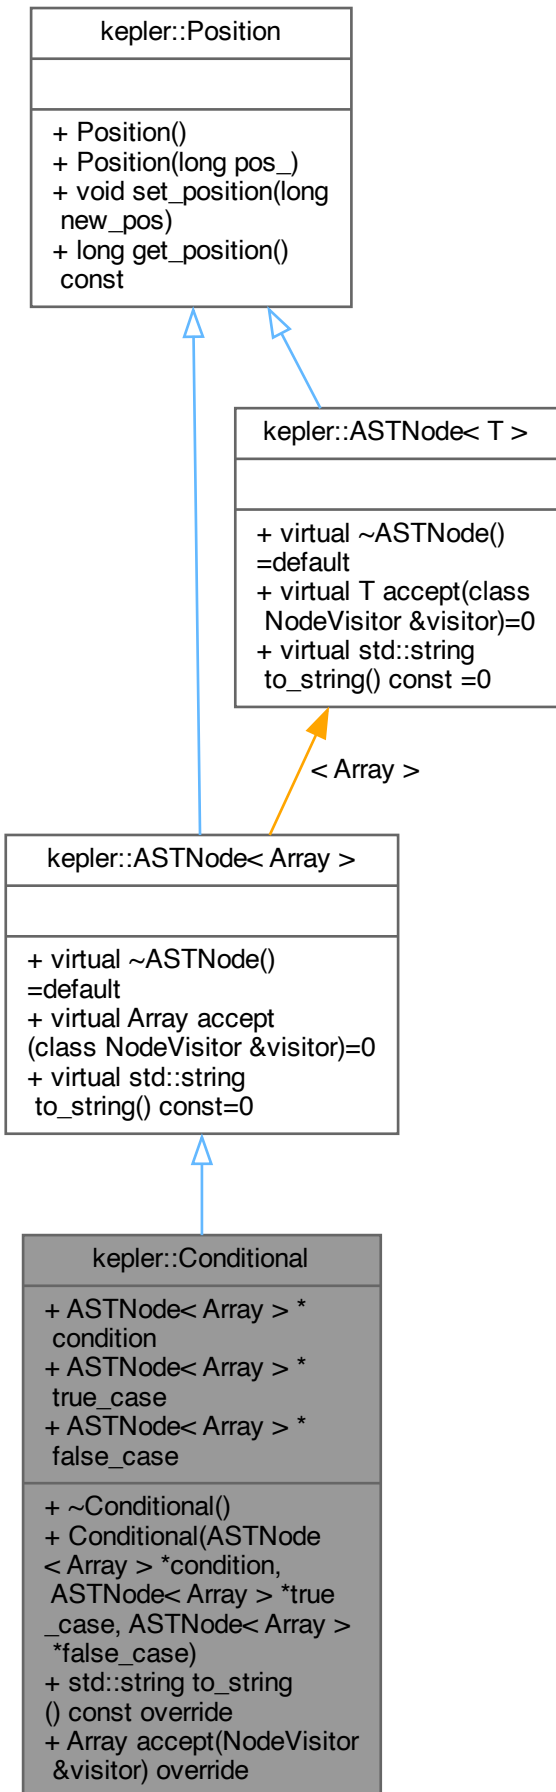 kepler::Position
+ Position()
+ Position(long pos_)
+ void set_position(long
new_pos)
+ long get_position()
const
kepler::ASTNode< T >
+ virtual ~ASTNode()
=default
+ virtual T accept(class
NodeVisitor &visitor)=0
+ virtual std::string
to_string() const =0
< Array >
kepler::ASTNode< Array >
+ virtual ~ASTNode()
=default
+ virtual Array accept
(class NodeVisitor &visitor)=0
+ virtual std::string
to_string() const=0
kepler::Conditional
+ ASTNode< Array > *
condition
+ ASTNode< Array > *
true_case
+ ASTNode< Array > *
false_case
+ ~Conditional()
+ Conditional(ASTNode
< Array > *condition,
ASTNode< Array > *true
_case, ASTNode< Array >
*false_case)
+ std::string to_string
() const override
+ Array accept(NodeVisitor
&visitor) override